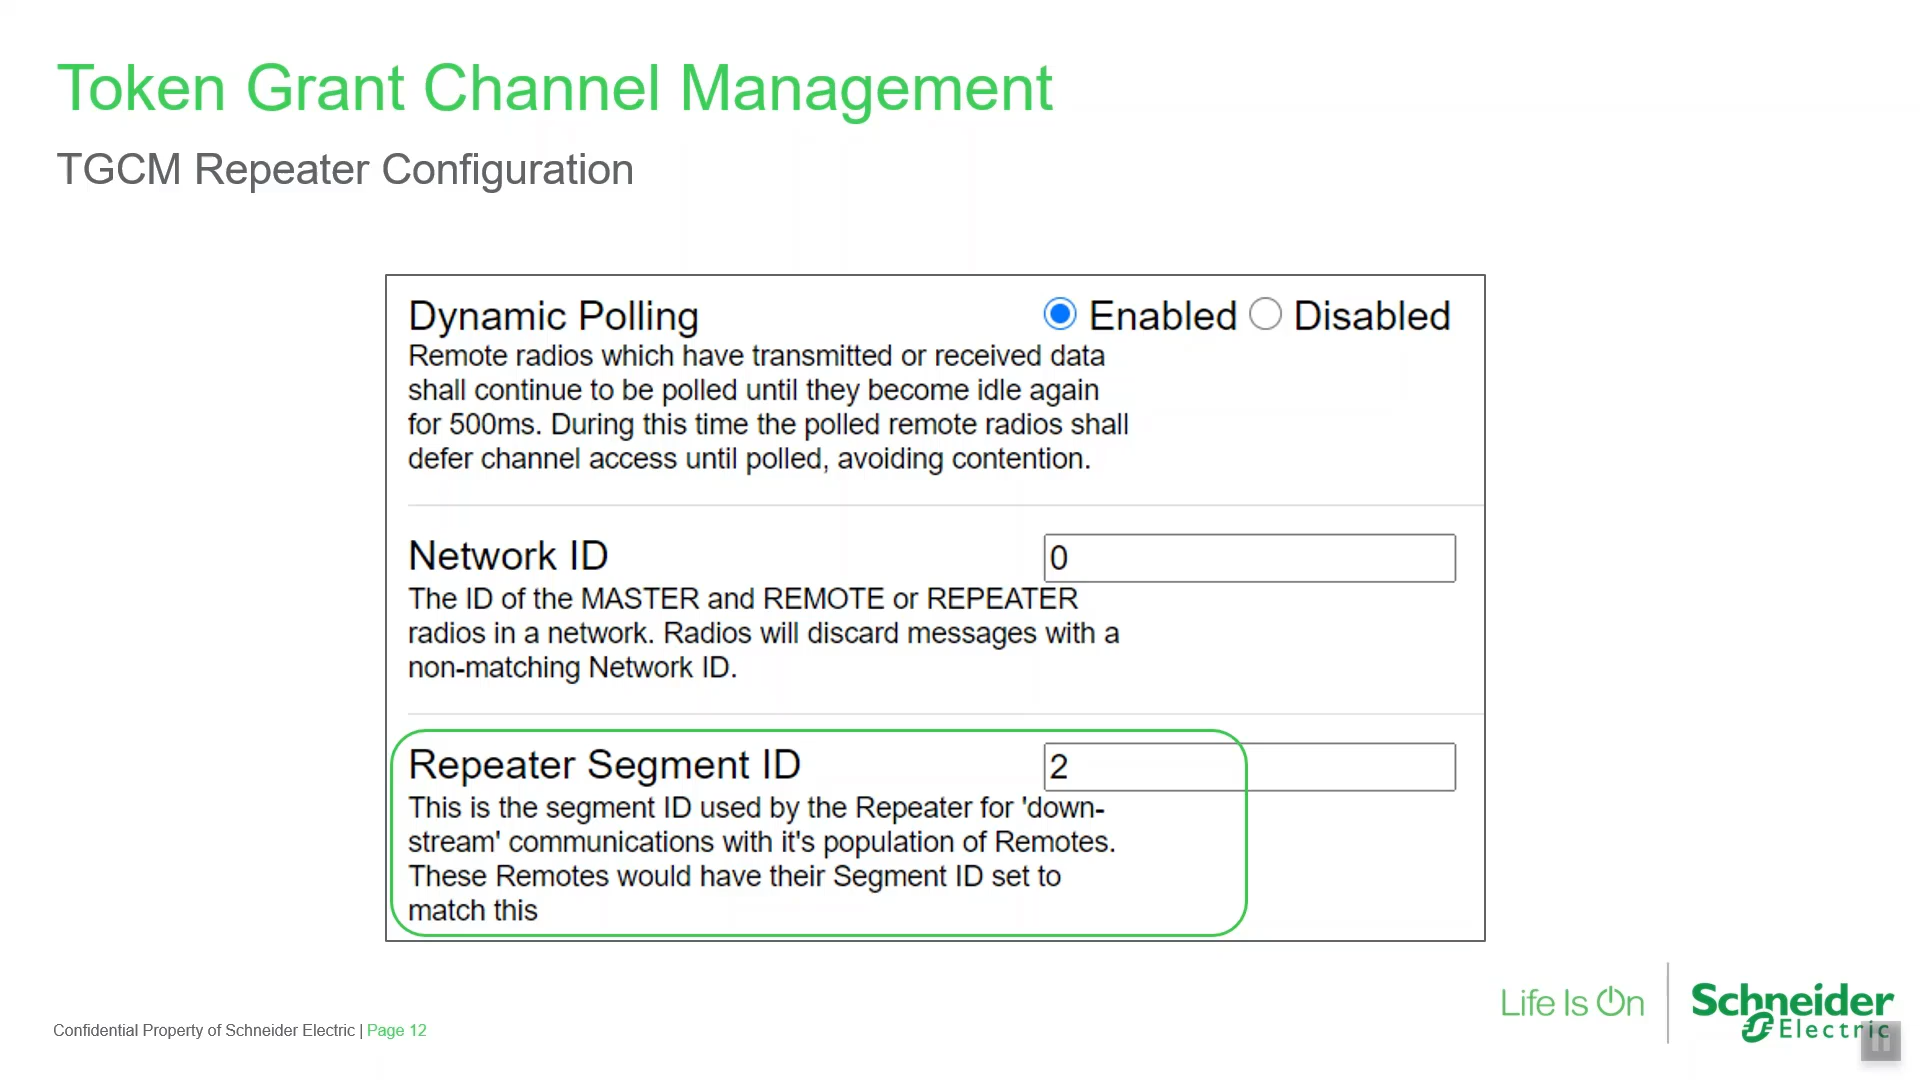 Token Grant Channel Management
TGCM Repeater Configuration
Dynamic Polling
Enabled
Disabled
Remote radios which have transmitted or received data
shall continue to be polled until they become idle again
for 500ms. During this time the polled remote radios shall
defer channel access until polled, avoiding contention.
Network ID
0
The ID of the MASTER and REMOTE or REPEATER
radios in a network. Radios will discard messages with a
non-matching Network ID.
Repeater Segment ID
2
This is the segment ID used by the Repeater for 'down-
stream' communications with it's population of Remotes.
These Remotes would have their Segment ID set to
match this
Life Is On
Schneider
Electric
Confidential Property of Schneider Electric | Page 12